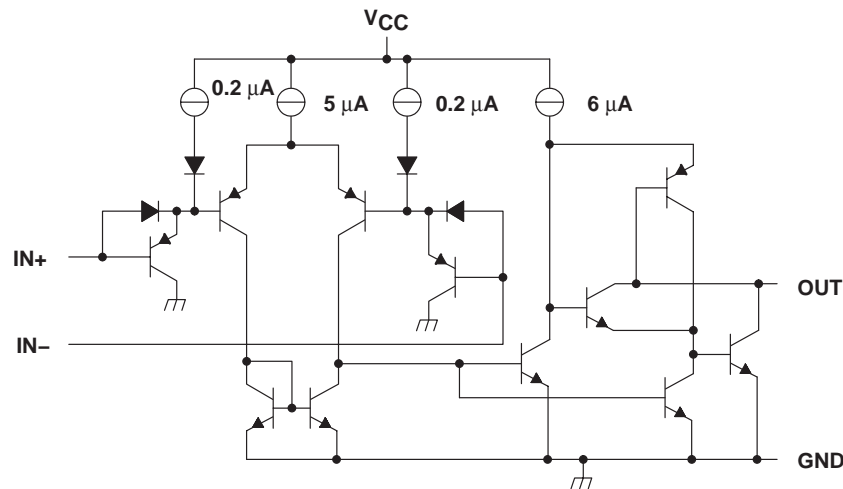 VCC
0.2 µA
5 µA
0.2 µA
6 µA
IN+
OUT
IN−
GND